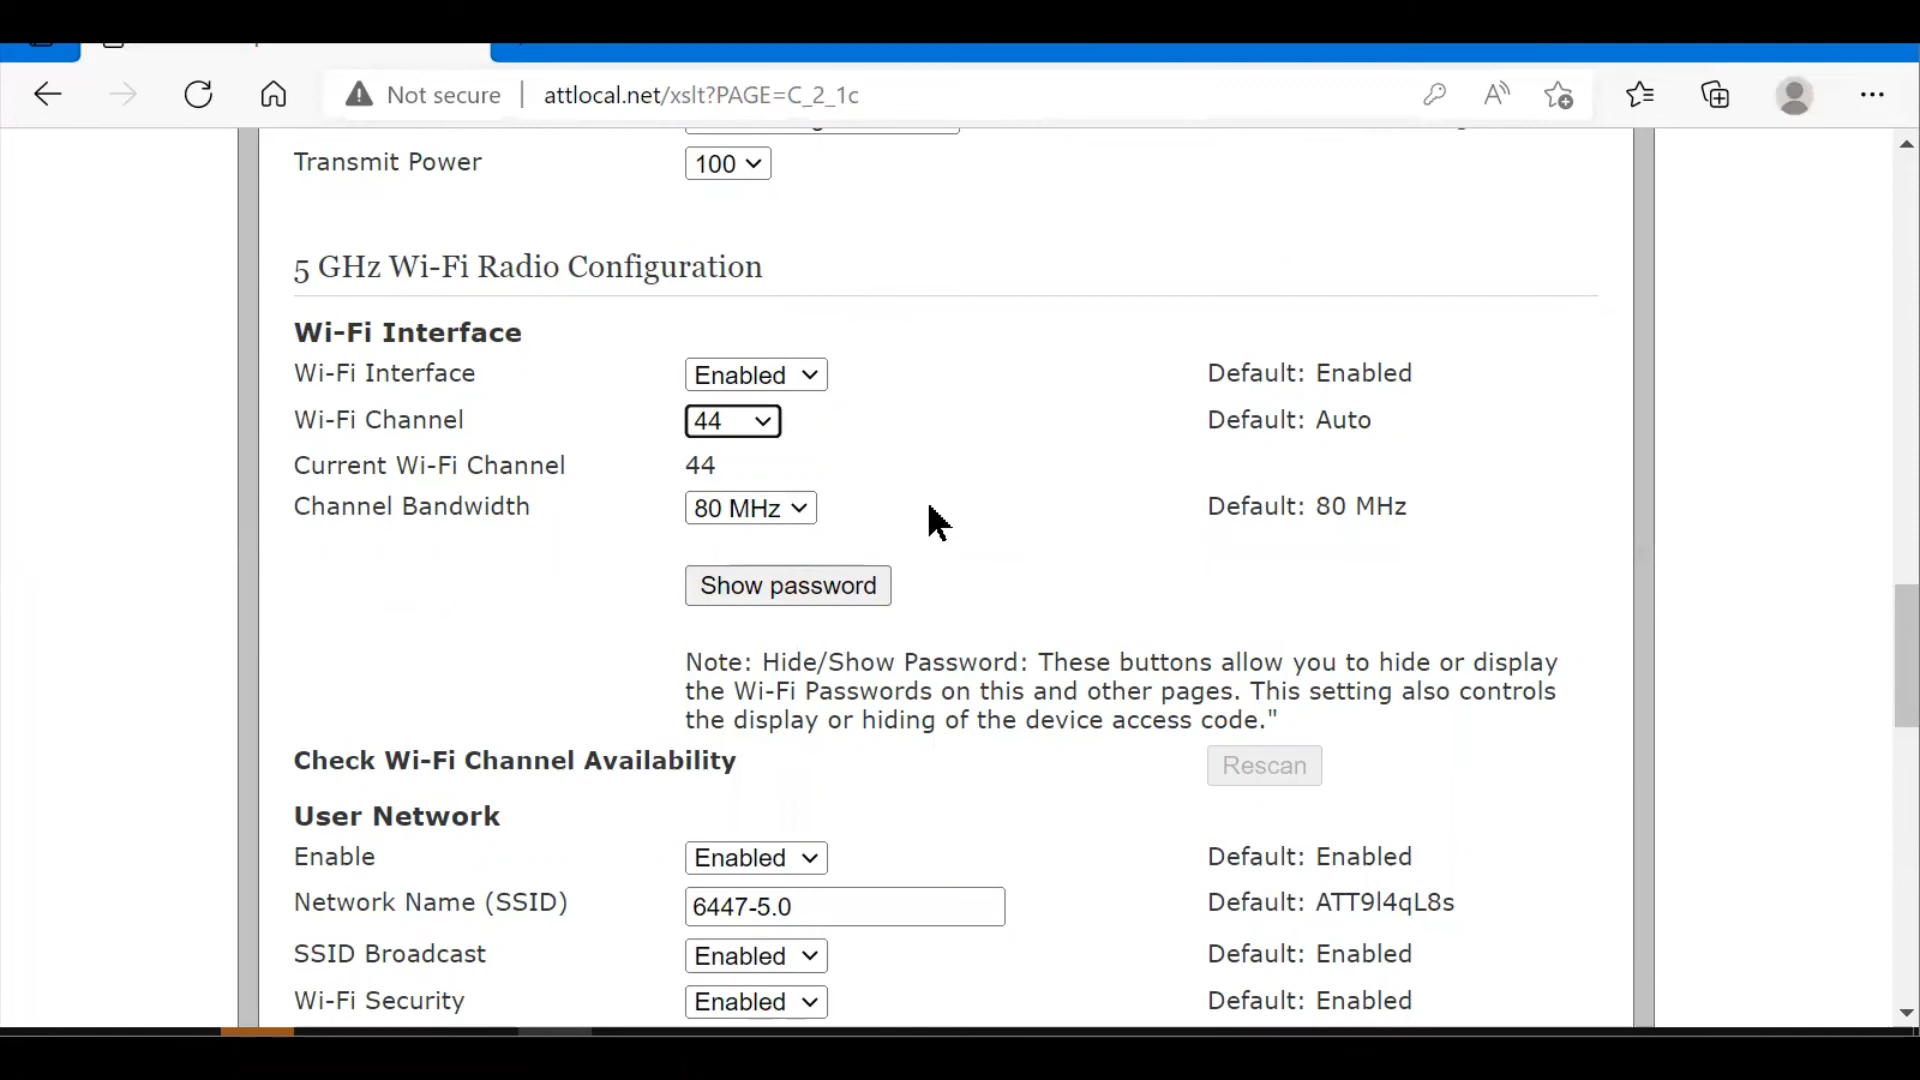 Not secure | attlocal.net/xslt?PAGE=C_2_1c
Transmit Power 100
5 GHz Wi-Fi Radio Configuration
Wi-Fi Interface
Wi-Fi Interface Enabled Default: Enabled
Wi-Fi Channel 44 Default: Auto
Current Wi-Fi Channel 44
Channel Bandwidth 80 MHz Default: 80 MHz
Show password
Note: Hide/Show Password: These buttons allow you to hide or display
the Wi-Fi Passwords on this and other pages. This setting also controls
the display or hiding of the device access code."
Check Wi-Fi Channel Availability Rescan
User Network
Enable Enabled Default: Enabled
Network Name (SSID) 6447-5.0 Default: ATT9l4qL8s
SSID Broadcast Enabled Default: Enabled
Wi-Fi Security Enabled Default: Enabled